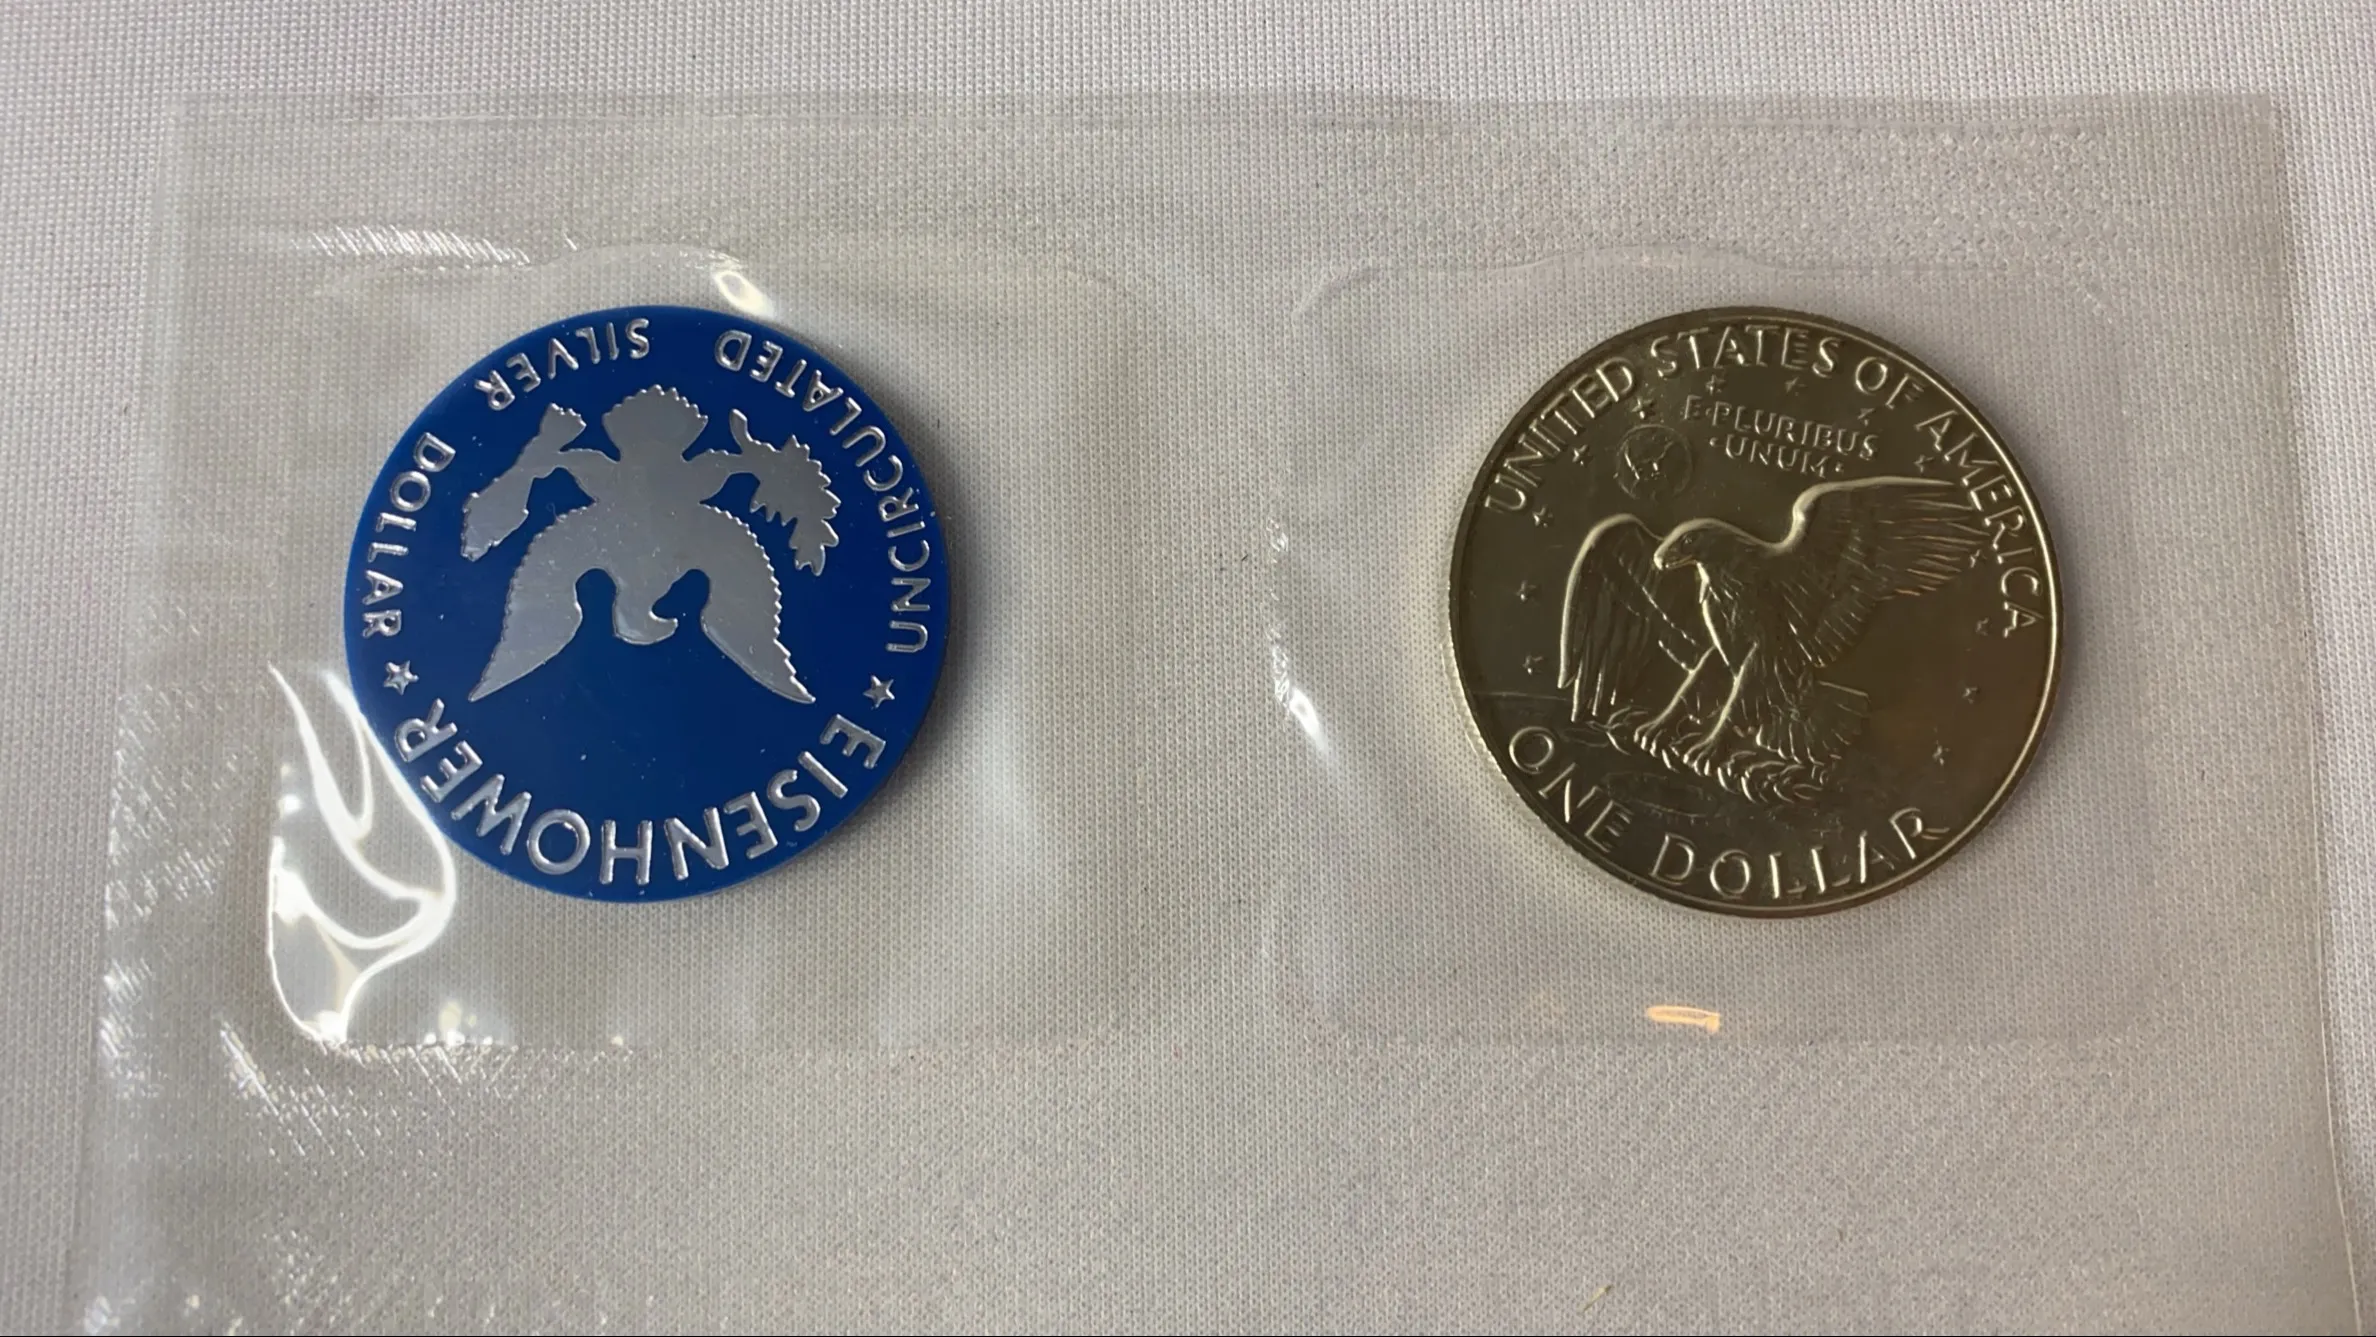 EISENHOWER
UNCIRCULATED SILVER DOLLAR
UNITED STATES OF AMERICA
E·PLURIBUS
·UNUM·
ONE DOLLAR